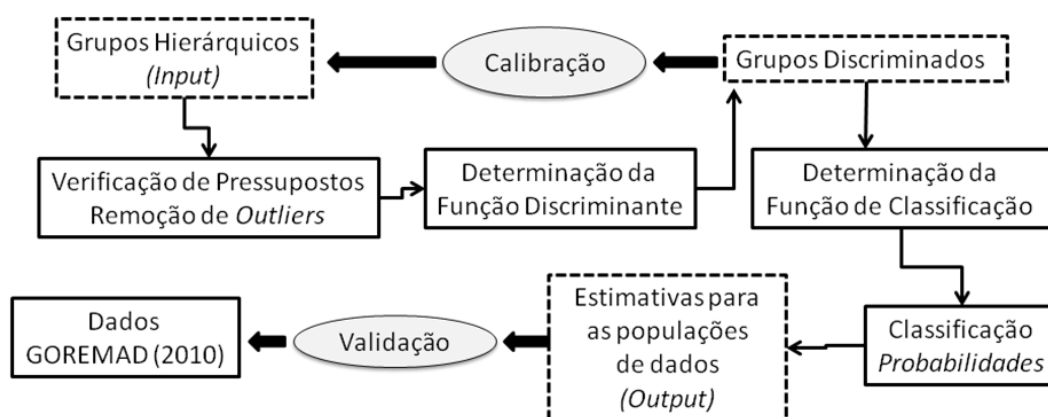 Grupos Hierárquicos
(Input)
Calibração
Grupos Discriminados
Verificação de Pressupostos
Remoção de Outliers
Determinação da
Função Discriminante
Determinação da
Função de Classificação
Dados
GOREMAD (2010)
Validação
Estimativas para
as populações
de dados
(Output)
Classificação
Probabilidades